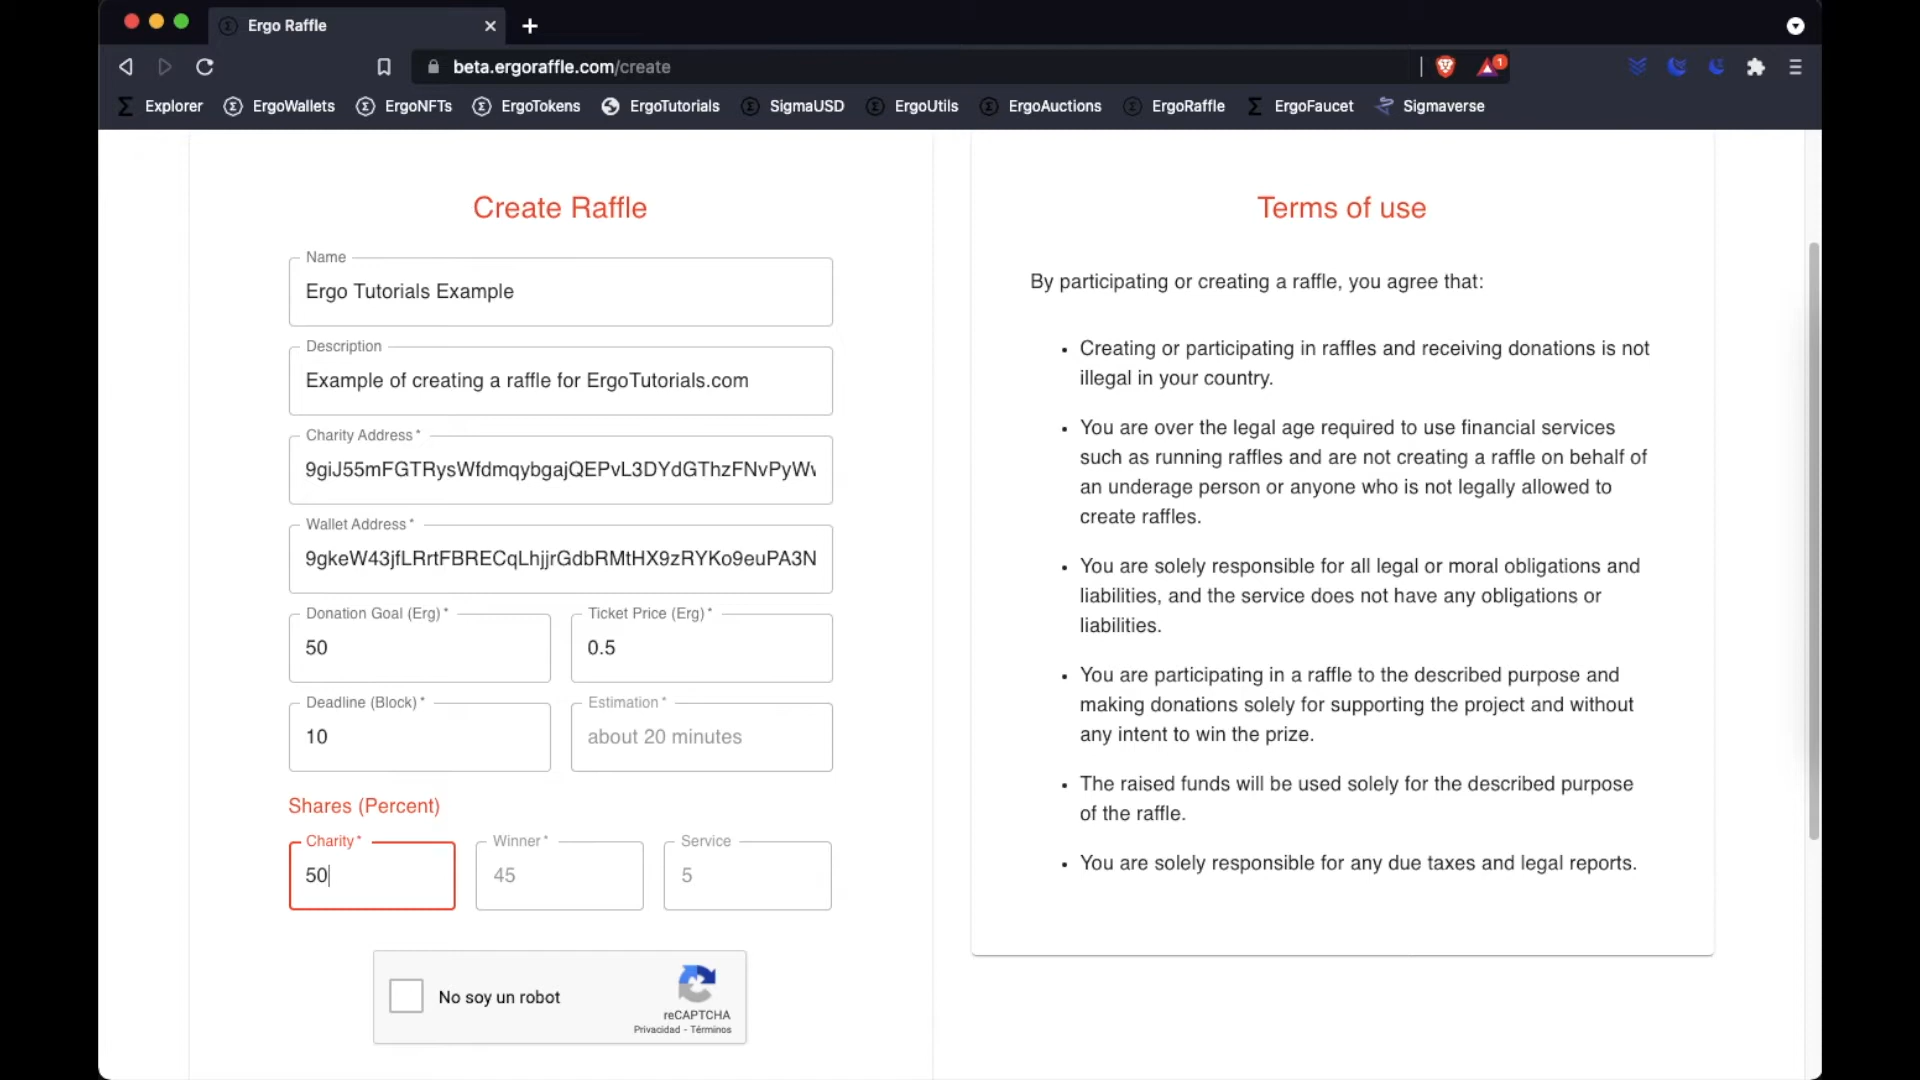 Ergo Raffle
beta.ergoraffle.com/create
1
Explorer ErgoWallets ErgoNFTs ErgoTokens ErgoTutorials SigmaUSD ErgoUtils ErgoAuctions ErgoRaffle ErgoFaucet Sigmaverse
Create Raffle
Name
Ergo Tutorials Example
Description
Example of creating a raffle for ErgoTutorials.com
Charity Address *
9giJ55mFGTRysWfdmqybgajQEPvL3DYdGThzFNvPyWv
Wallet Address *
9gkeW43jfLRrtFBRECqLhjjrGdbRMtHX9zRYKo9euPA3N
Donation Goal (Erg) * Ticket Price (Erg) *
50 0.5
Deadline (Block) * Estimation *
10 about 20 minutes
Shares (Percent)
Charity * Winner * Service
50 45 5
No soy un robot
reCAPTCHA
Privacidad - Términos
Terms of use
By participating or creating a raffle, you agree that:
• Creating or participating in raffles and receiving donations is not
illegal in your country.
• You are over the legal age required to use financial services
such as running raffles and are not creating a raffle on behalf of
an underage person or anyone who is not legally allowed to
create raffles.
• You are solely responsible for all legal or moral obligations and
liabilities, and the service does not have any obligations or
liabilities.
• You are participating in a raffle to the described purpose and
making donations solely for supporting the project and without
any intent to win the prize.
• The raised funds will be used solely for the described purpose
of the raffle.
• You are solely responsible for any due taxes and legal reports.